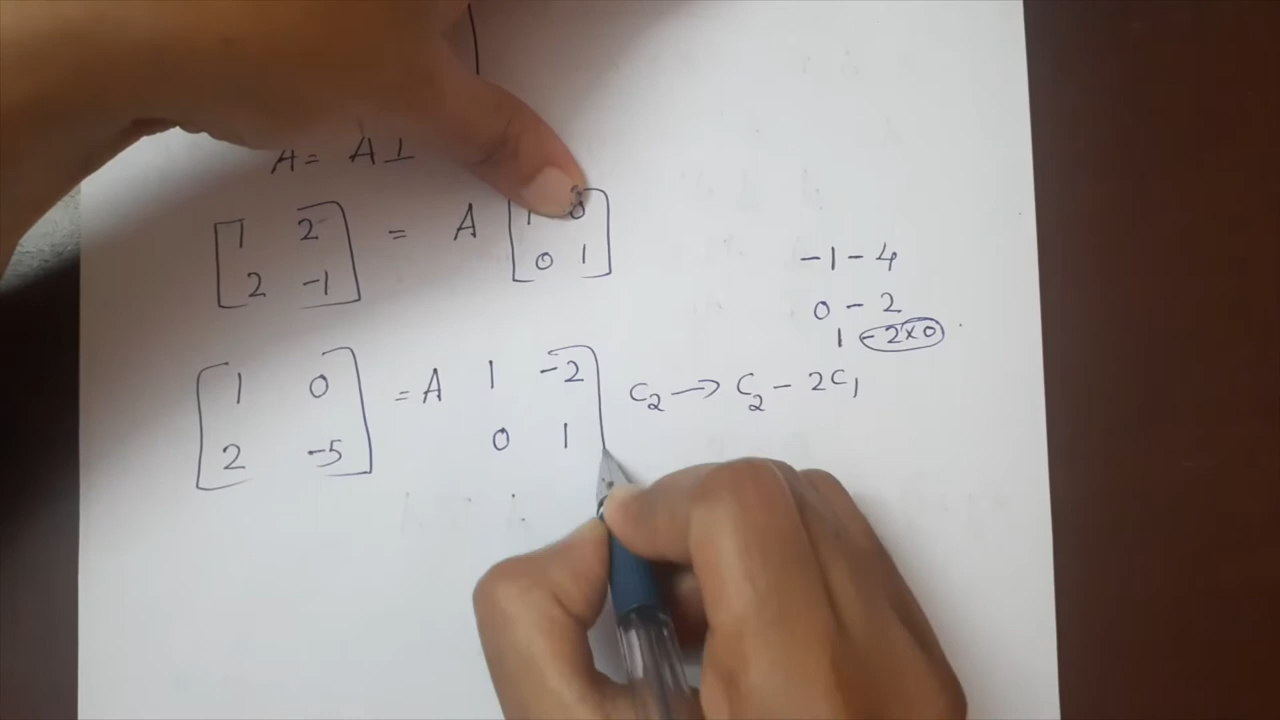 A = AI
[1 2] = A [1 0]
[2 -1] [0 1]
-1 - 4
0 - 2
1 - 2×0
[1 0] = A 1 -2] C₂ → C₂ - 2C₁
[2 -5] 0 1